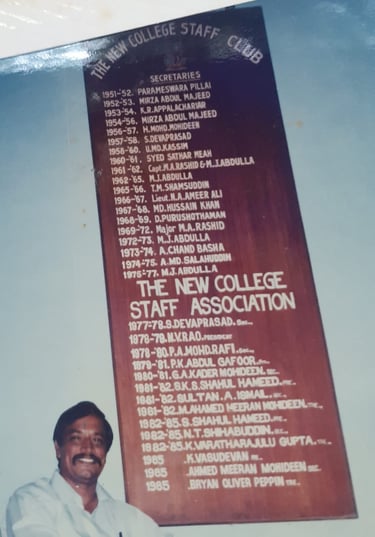 THE NEW COLLEGE STAFF CLUB
SECRETARIES
1951-'52. PARAMESWARA PILLAI
1952-'53. MIRZA ABDUL MAJEED
1953-'54. K.R.APPALACHARIAR
1954-'56. MIRZA ABDUL MAJEED
1956-'57. H.MOHD.MOHIDEEN
1957-'58. S.DEVAPRASAD
1958-'60. U.MD.KASSIM
1960-'61. SYED SATHAR MEAH
1961-'62. Capt.M.A.RASHID & M.J.ABDULLA
1962-'65. M.J.ABDULLA
1965-'66. T.M.SHAMSUDDIN
1966-'67. Lieut.N.A.AMEER ALI
1967-'68. MD.HUSSAIN KHAN
1968-'69. D.PURUSHOTHAMAN
1969-'72. Major M.A.RASHID
1972-'73. M.J.ABDULLA
1973-'74. A.CHAND BASHA
1974-'75. A.MD.SALAHUDDIN
1975-'77. M.J.ABDULLA
THE NEW COLLEGE
STAFF ASSOCIATION
1977-'78. S.DEVAPRASAD.
1978-'79. N.V.RAO. PRESIDENT
1978-'80. P.A.MOHD.RAFI.
1979-'81. P.K.ABDUL GAFOOR.
1980-'81. G.A.KADER MOHIDEEN. SEC.
1981-'82. S.K.S.SHAHUL HAMEED.
1981-'82. SULTAN.A.ISMAIL.
1981-'82. M.AHAMED MEERAN MOHIDEEN.
1982-'85. S.SHAHUL HAMEED.
1982-'85. N.T.SHIHABUDDIN. SEC.
1982-'85. K.VARATHARAJULU GUPTA.
1985 .K.VASUDEVAN
1985 .AHMED MEERAN MOHIDEEN SEC.
1985 .BRYAN OLIVER PEPPIN